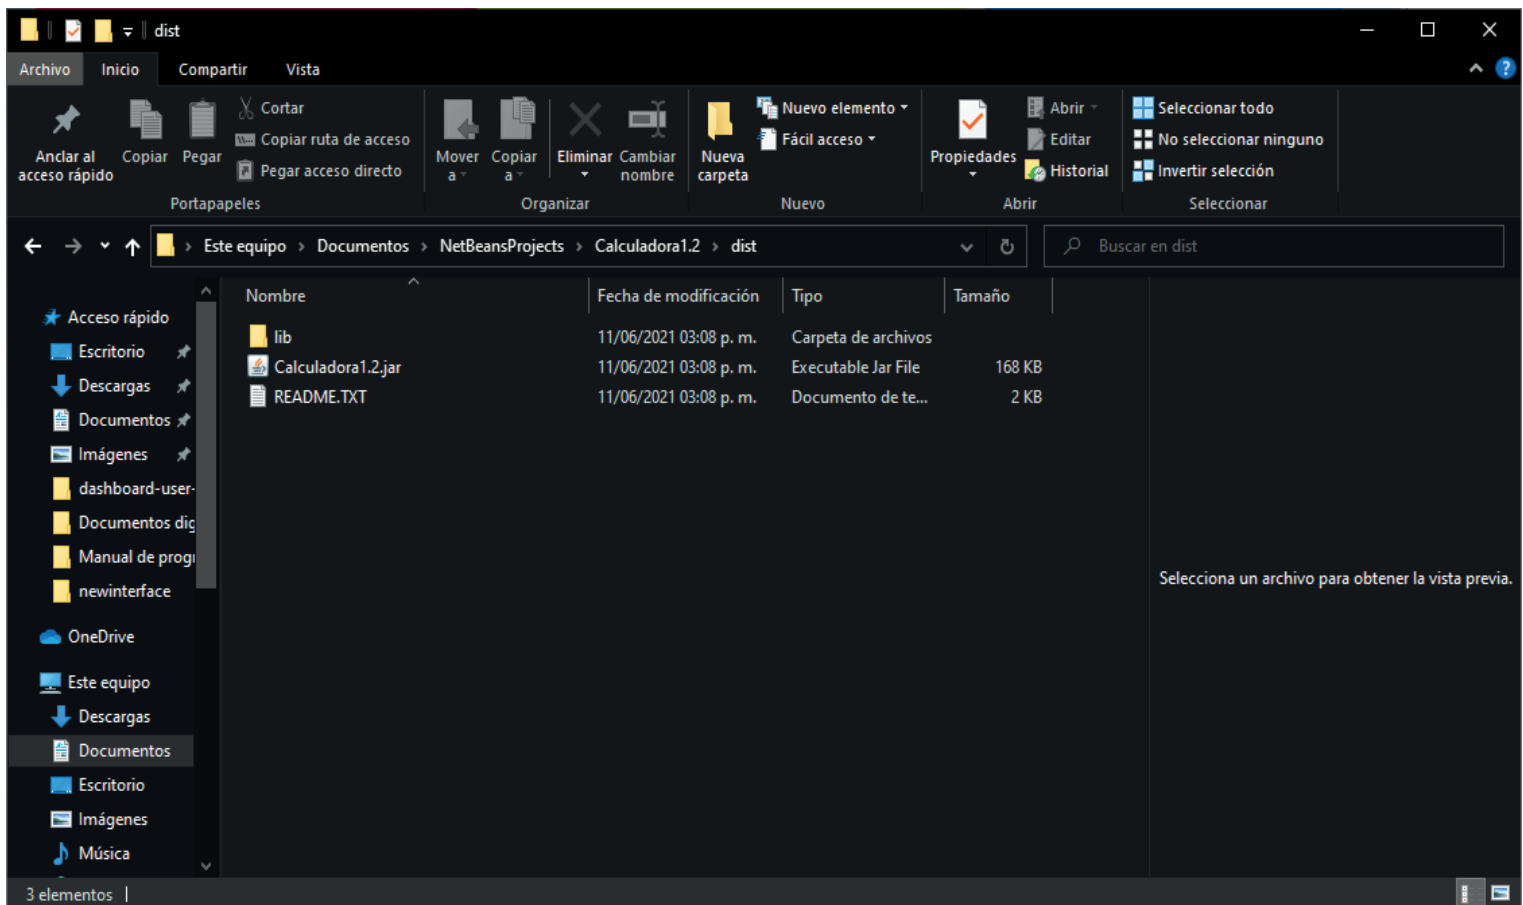 dist
Archivo Inicio Compartir Vista
Anclar al acceso rápido
Copiar
Pegar
Cortar
Copiar ruta de acceso
Pegar acceso directo
Portapapeles
Mover a
Copiar a
Eliminar
Cambiar nombre
Organizar
Nueva carpeta
Nuevo elemento
Fácil acceso
Nuevo
Propiedades
Abrir
Editar
Historial
Abrir
Seleccionar todo
No seleccionar ninguno
Invertir selección
Seleccionar
Este equipo > Documentos > NetBeansProjects > Calculadora1.2 > dist
Buscar en dist
Acceso rápido
Escritorio
Descargas
Documentos
Imágenes
dashboard-user-
Documentos dig
Manual de progr
newinterface
OneDrive
Este equipo
Descargas
Documentos
Escritorio
Imágenes
Música
Nombre Fecha de modificación Tipo Tamaño
lib 11/06/2021 03:08 p. m. Carpeta de archivos
Calculadora1.2.jar 11/06/2021 03:08 p. m. Executable Jar File 168 KB
README.TXT 11/06/2021 03:08 p. m. Documento de te... 2 KB
Selecciona un archivo para obtener la vista previa.
3 elementos